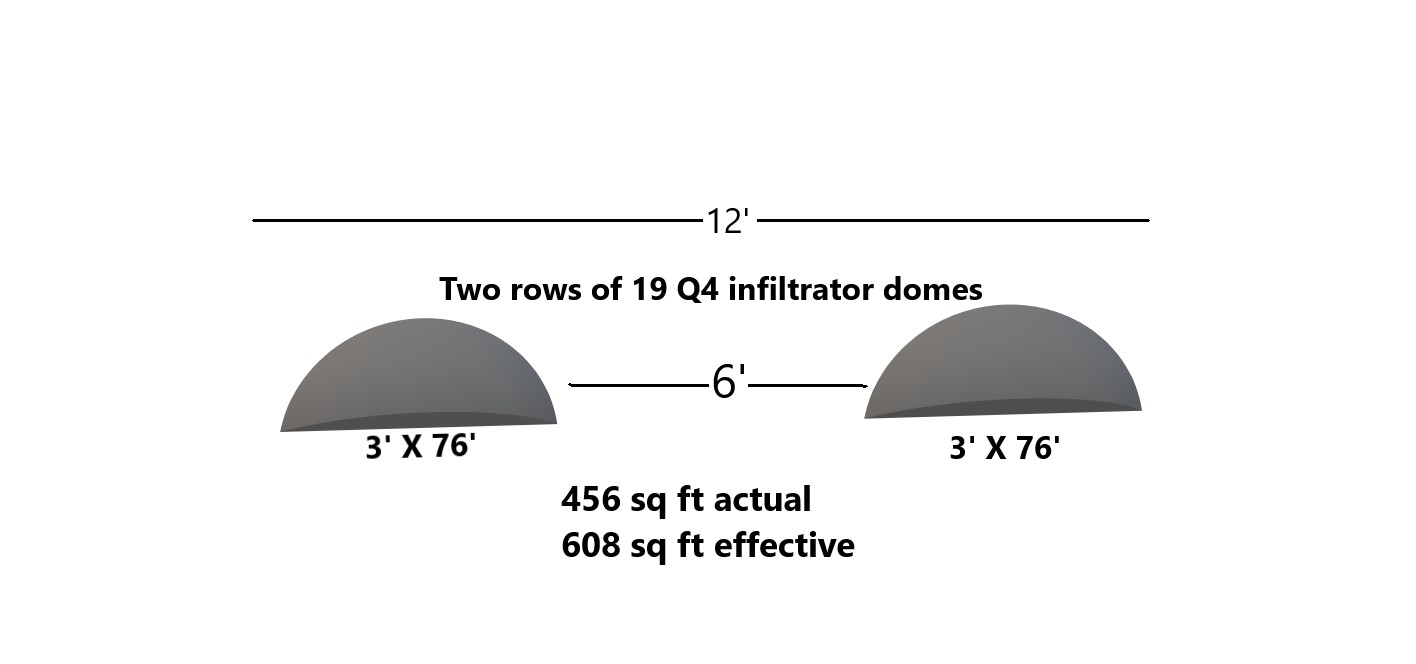 12'
Two rows of 19 Q4 infiltrator domes
6'
3' X 76'
3' X 76'
456 sq ft actual
608 sq ft effective